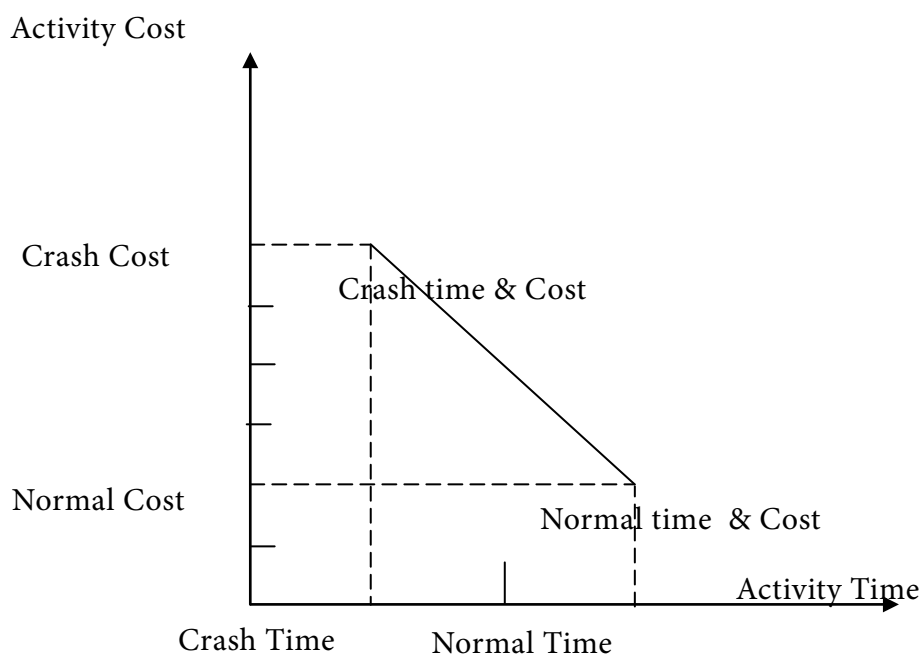 Activity Cost
Crash Cost
Crash time & Cost
Normal Cost
Normal time & Cost
Activity Time
Crash Time
Normal Time